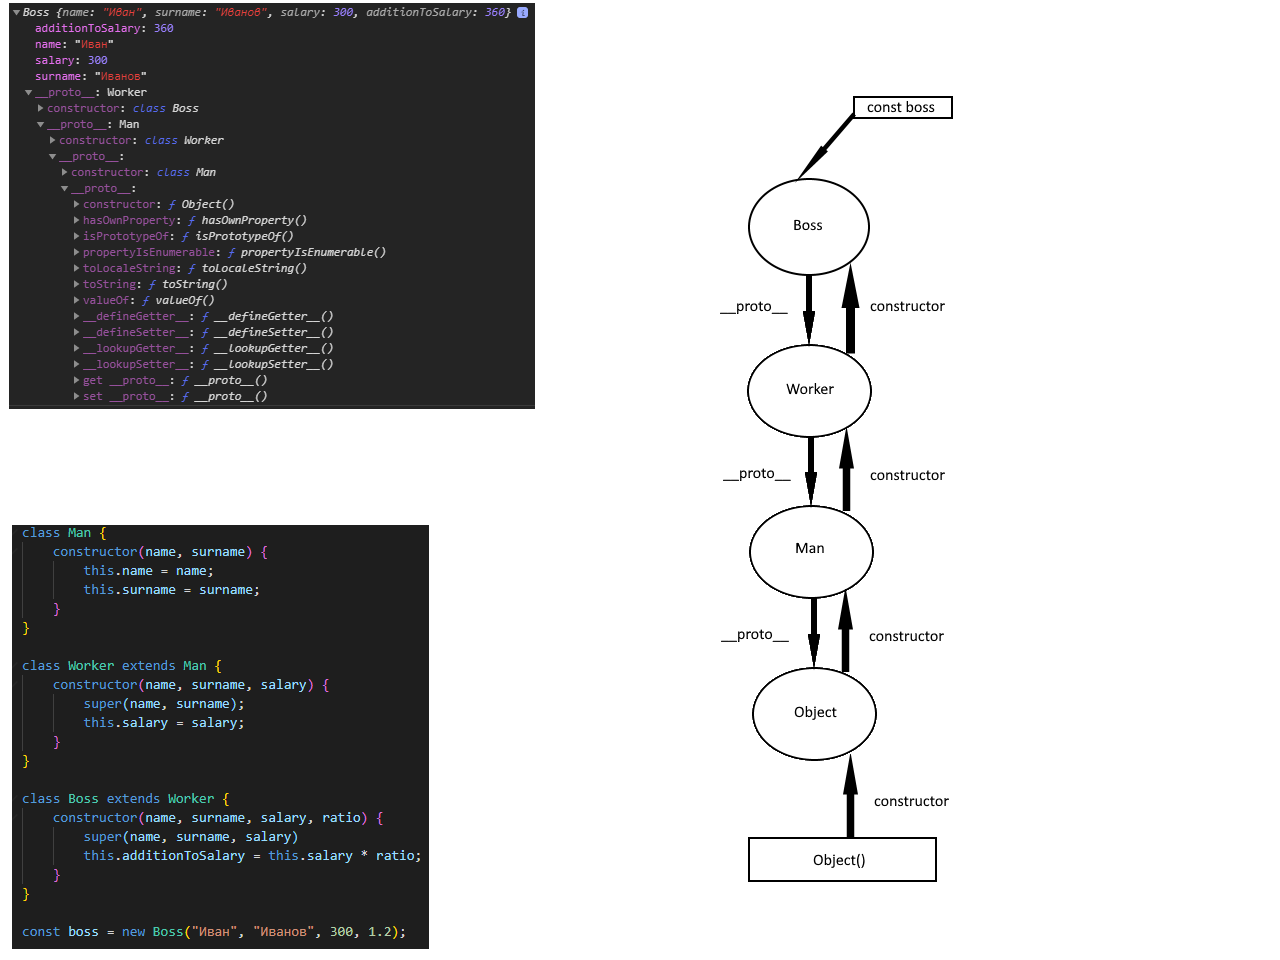 Boss {name: "Иван", surname: "Иванов", salary: 300, additionToSalary: 360} i
additionToSalary: 360
name: "Иван"
salary: 300
surname: "Иванов"
__proto__: Worker
constructor: class Boss
__proto__: Man
constructor: class Worker
__proto__:
constructor: class Man
__proto__:
constructor: ƒ Object()
hasOwnProperty: ƒ hasOwnProperty()
isPrototypeOf: ƒ isPrototypeOf()
propertyIsEnumerable: ƒ propertyIsEnumerable()
toLocaleString: ƒ toLocaleString()
toString: ƒ toString()
valueOf: ƒ valueOf()
__defineGetter__: ƒ __defineGetter__()
__defineSetter__: ƒ __defineSetter__()
__lookupGetter__: ƒ __lookupGetter__()
__lookupSetter__: ƒ __lookupSetter__()
get __proto__: ƒ __proto__()
set __proto__: ƒ __proto__()
class Man {
constructor(name, surname) {
this.name = name;
this.surname = surname;
}
}
class Worker extends Man {
constructor(name, surname, salary) {
super(name, surname);
this.salary = salary;
}
}
class Boss extends Worker {
constructor(name, surname, salary, ratio) {
super(name, surname, salary)
this.additionToSalary = this.salary * ratio;
}
}
const boss = new Boss("Иван", "Иванов", 300, 1.2);
const boss
Boss
__proto__
constructor
Worker
__proto__
constructor
Man
__proto__
constructor
Object
constructor
Object()